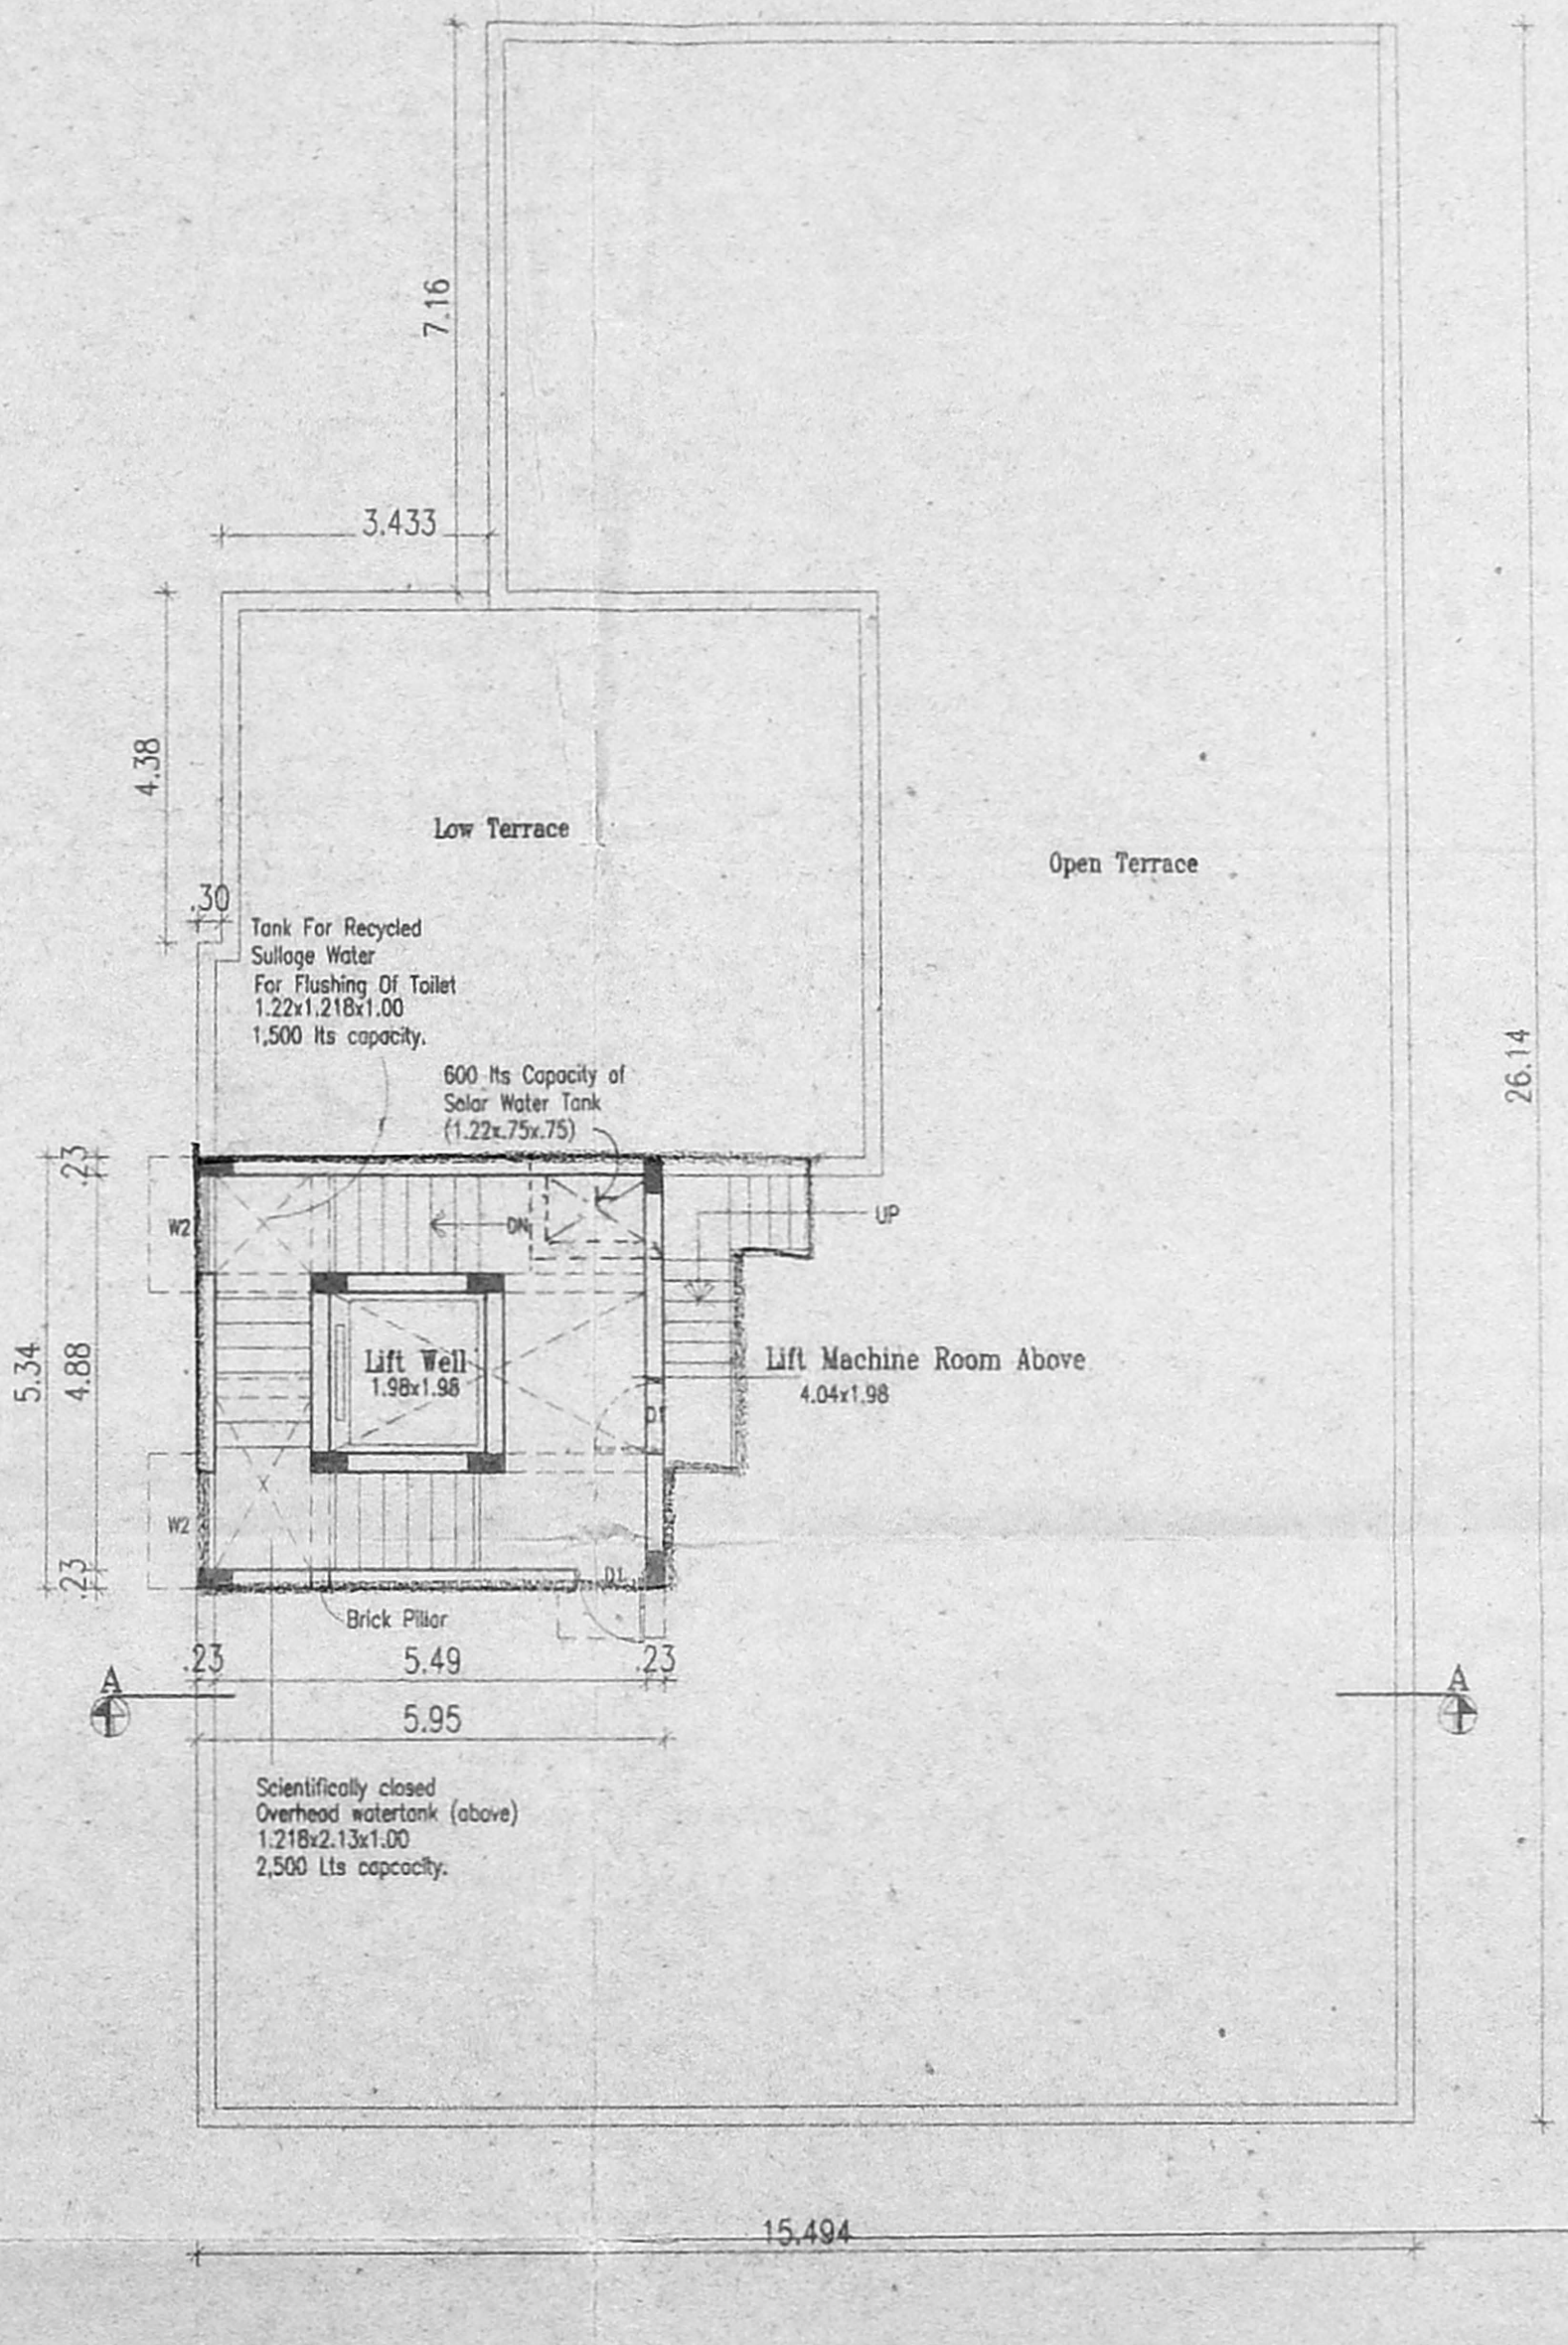 7.16
3.433
4.38
Low Terrace
Open Terrace
.30
Tank For Recycled
Sullage Water
For Flushing Of Toilet
1.22x1.218x1.00
1,500 lts capacity.
600 lts Capacity of
Solar Water Tank
(1.22x.75x.75)
26.14
.23
W2
DN
UP
5.34
4.88
Lift Well
1.98x1.98
Lift Machine Room Above
4.04x1.98
D1
W2
.23
D1
Brick Pillar
.23
5.49
.23
A
A
5.95
Scientifically closed
Overhead watertank (above)
1.218x2.13x1.00
2,500 Lts capcacity.
15.494